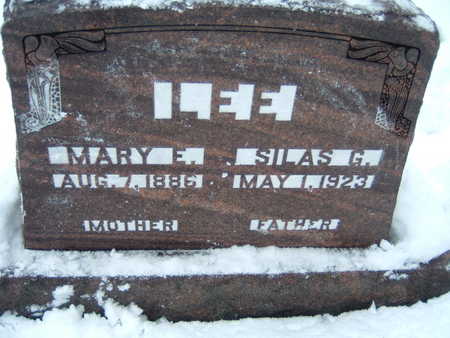 LEE
MARY E. SILAS G.
AUG. 7, 1886 MAY 1, 1923
MOTHER FATHER